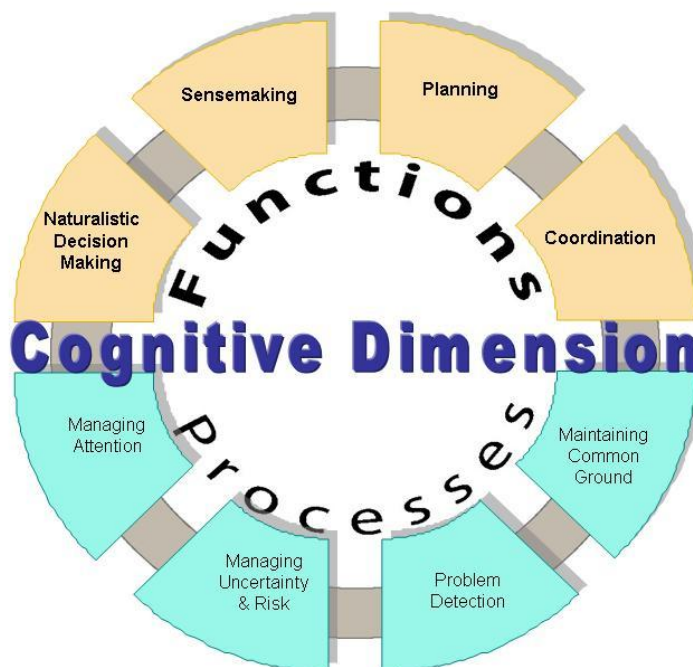 Sensemaking
Planning
Naturalistic
Decision
Making
Coordination
Functions
Cognitive Dimension
Processes
Managing
Attention
Maintaining
Common
Ground
Managing
Uncertainty
& Risk
Problem
Detection